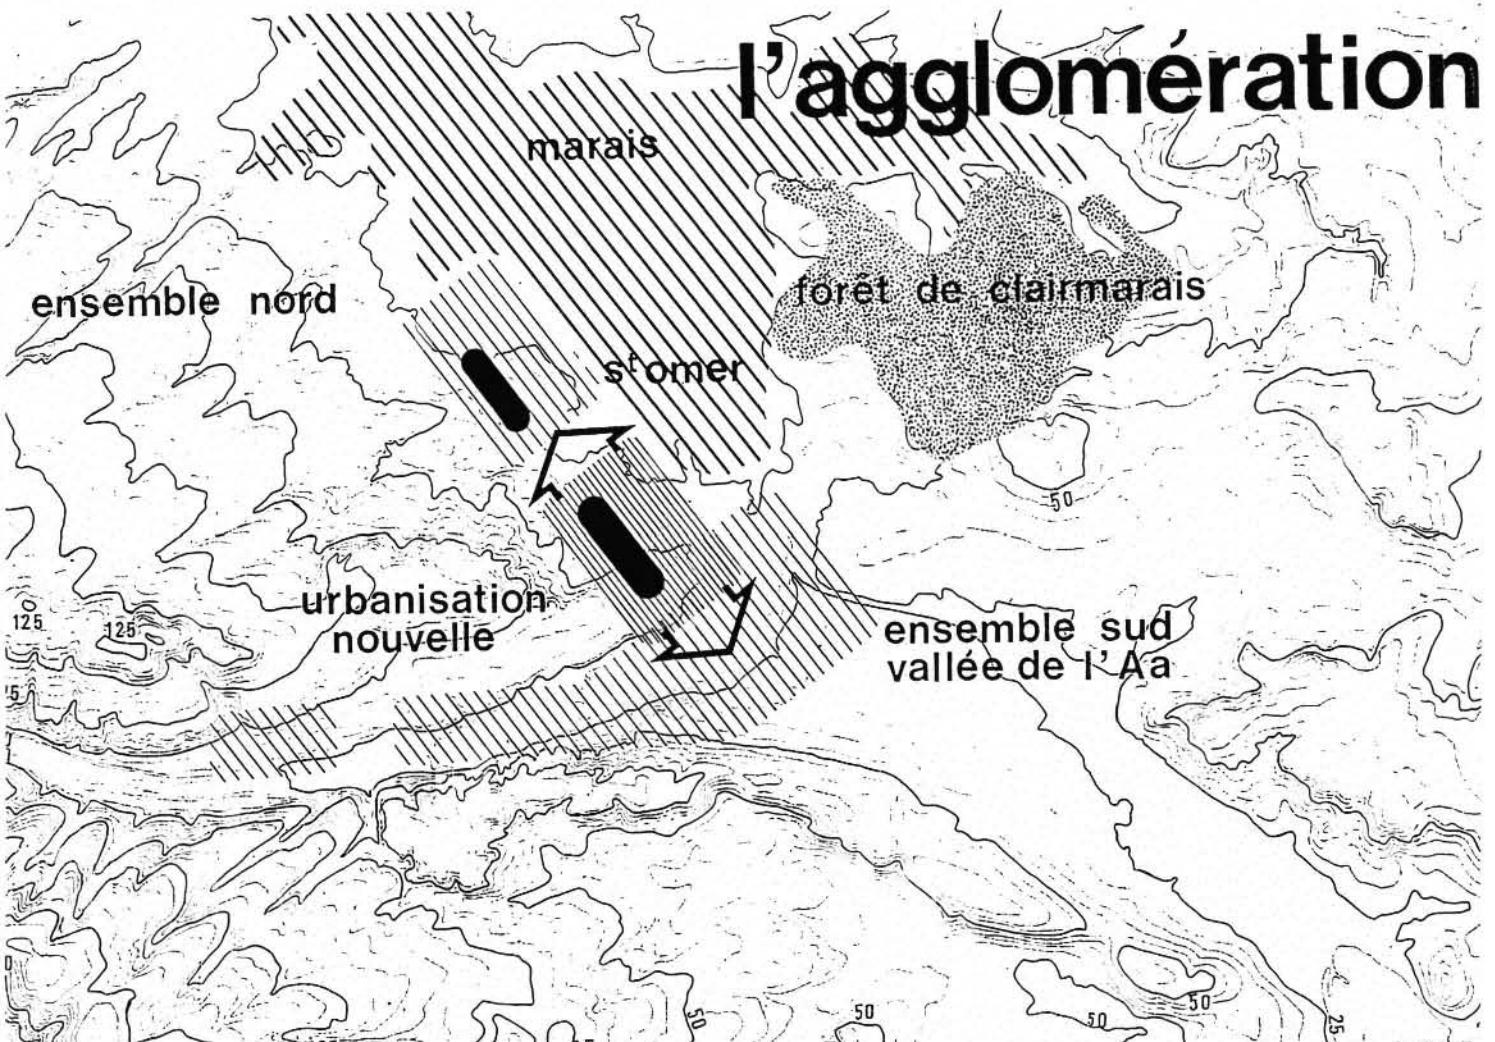 l'agglomération
marais
forêt de clairmarais
ensemble nord
sᵗ omer
50
urbanisation
nouvelle
125
125
ensemble sud
vallée de l'Aa
50
50
50
50
25